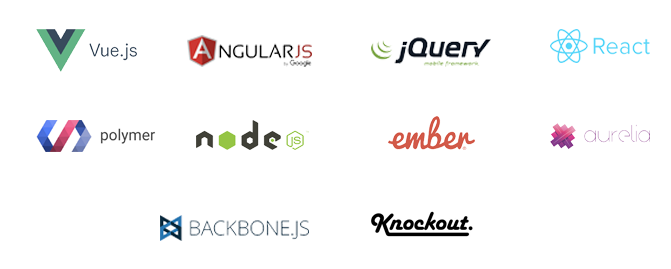 Vue.js
ANGULARJS
by Google
jQuery
mobile framework
React
polymer
node
JS
ember
aurelia
BACKBONE.JS
Knockout.